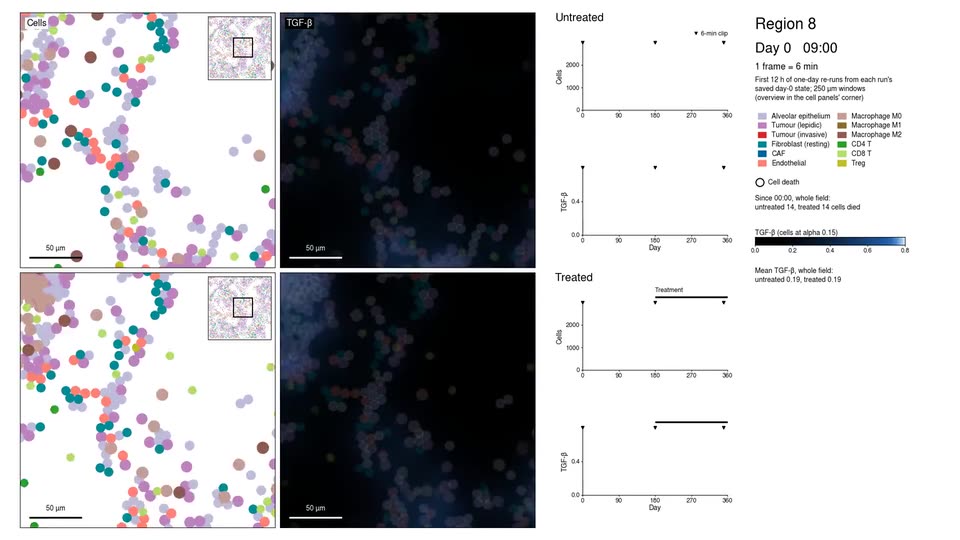 Cells
50 µm
TGF-β
50 µm
50 µm
50 µm
Untreated
6-min clip
Cells
2000
1000
0
0 90 180 270 360
TGF-β
0.4
0.0
0 90 180 270 360
Day
Treated
Treatment
Cells
2000
1000
0
0 90 180 270 360
TGF-β
0.4
0.0
0 90 180 270 360
Day
Region 8
Day 0 09:00
1 frame = 6 min
First 12 h of one-day re-runs from each run's
saved day-0 state; 250 µm windows
(overview in the cell panels' corner)
Alveolar epithelium
Tumour (lepidic)
Tumour (invasive)
Fibroblast (resting)
CAF
Endothelial
Macrophage M0
Macrophage M1
Macrophage M2
CD4 T
CD8 T
Treg
Cell death
Since 00:00, whole field:
untreated 14, treated 14 cells died
TGF-β (cells at alpha 0.15)
0.0 0.2 0.4 0.6 0.8
Mean TGF-β, whole field:
untreated 0.19, treated 0.19